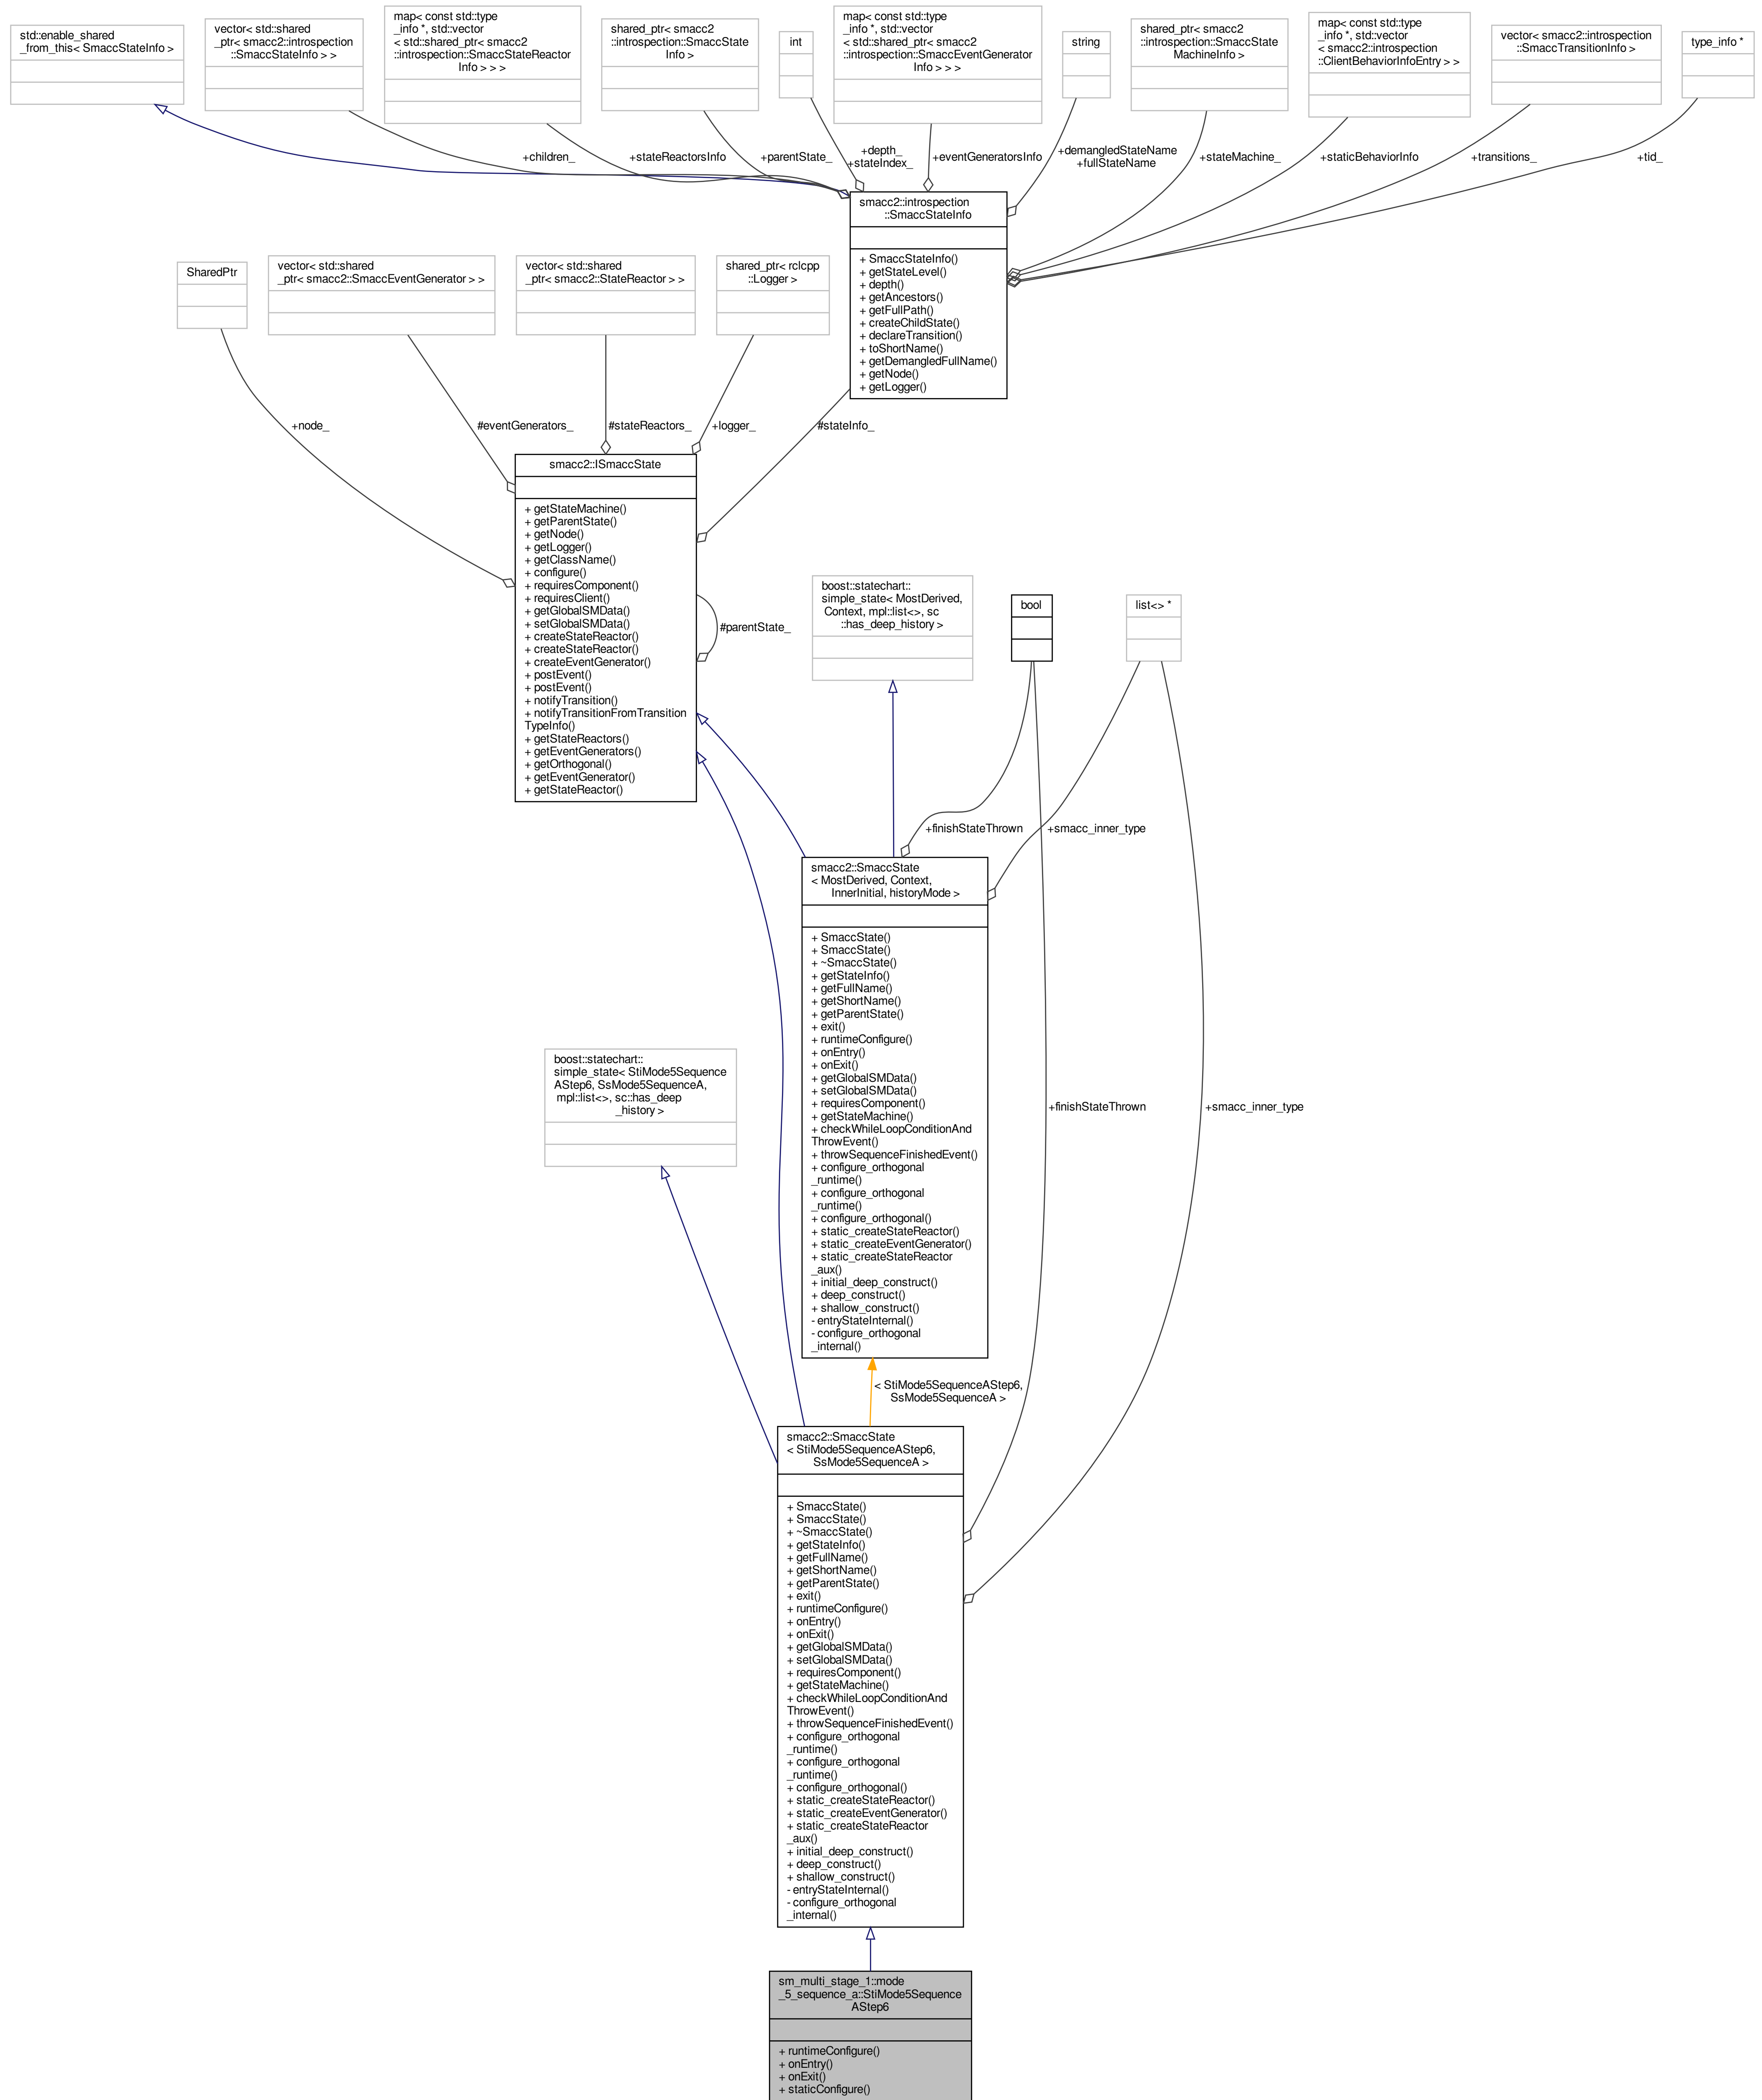 std::enable_shared
_from_this< SmaccStateInfo >
vector< std::shared
_ptr< smacc2::introspection
::SmaccStateInfo > >
map< const std::type
_info *, std::vector
< std::shared_ptr< smacc2
::introspection::SmaccStateReactor
Info > > >
shared_ptr< smacc2
::introspection::SmaccState
Info >
int
map< const std::type
_info *, std::vector
< std::shared_ptr< smacc2
::introspection::SmaccEventGenerator
Info > > >
string
shared_ptr< smacc2
::introspection::SmaccState
MachineInfo >
map< const std::type
_info *, std::vector
< smacc2::introspection
::ClientBehaviorInfoEntry > >
vector< smacc2::introspection
::SmaccTransitionInfo >
type_info *
+children_
+stateReactorsInfo
+parentState_
+depth_
+stateIndex_
+eventGeneratorsInfo
+demangledStateName
+fullStateName
+stateMachine_
+staticBehaviorInfo
+transitions_
+tid_
smacc2::introspection
::SmaccStateInfo
+ SmaccStateInfo()
+ getStateLevel()
+ depth()
+ getAncestors()
+ getFullPath()
+ createChildState()
+ declareTransition()
+ toShortName()
+ getDemangledFullName()
+ getNode()
+ getLogger()
SharedPtr
vector< std::shared
_ptr< smacc2::SmaccEventGenerator > >
vector< std::shared
_ptr< smacc2::StateReactor > >
shared_ptr< rclcpp
::Logger >
+node_
#eventGenerators_
#stateReactors_
+logger_
#stateInfo_
smacc2::ISmaccState
+ getStateMachine()
+ getParentState()
+ getNode()
+ getLogger()
+ getClassName()
+ configure()
+ requiresComponent()
+ requiresClient()
+ getGlobalSMData()
+ setGlobalSMData()
+ createStateReactor()
+ createStateReactor()
+ createEventGenerator()
+ postEvent()
+ postEvent()
+ notifyTransition()
+ notifyTransitionFromTransition
TypeInfo()
+ getStateReactors()
+ getEventGenerators()
+ getOrthogonal()
+ getEventGenerator()
+ getStateReactor()
#parentState_
boost::statechart::
simple_state< MostDerived,
Context, mpl::list<>, sc
::has_deep_history >
bool
list<> *
+finishStateThrown
+smacc_inner_type
smacc2::SmaccState
< MostDerived, Context,
InnerInitial, historyMode >
+ SmaccState()
+ SmaccState()
+ ~SmaccState()
+ getStateInfo()
+ getFullName()
+ getShortName()
+ getParentState()
+ exit()
+ runtimeConfigure()
+ onEntry()
+ onExit()
+ getGlobalSMData()
+ setGlobalSMData()
+ requiresComponent()
+ getStateMachine()
+ checkWhileLoopConditionAnd
ThrowEvent()
+ throwSequenceFinishedEvent()
+ configure_orthogonal
_runtime()
+ configure_orthogonal
_runtime()
+ configure_orthogonal()
+ static_createStateReactor()
+ static_createEventGenerator()
+ static_createStateReactor
_aux()
+ initial_deep_construct()
+ deep_construct()
+ shallow_construct()
- entryStateInternal()
- configure_orthogonal
_internal()
boost::statechart::
simple_state< StiMode5Sequence
AStep6, SsMode5SequenceA,
mpl::list<>, sc::has_deep
_history >
+finishStateThrown
+smacc_inner_type
< StiMode5SequenceAStep6,
SsMode5SequenceA >
smacc2::SmaccState
< StiMode5SequenceAStep6,
SsMode5SequenceA >
+ SmaccState()
+ SmaccState()
+ ~SmaccState()
+ getStateInfo()
+ getFullName()
+ getShortName()
+ getParentState()
+ exit()
+ runtimeConfigure()
+ onEntry()
+ onExit()
+ getGlobalSMData()
+ setGlobalSMData()
+ requiresComponent()
+ getStateMachine()
+ checkWhileLoopConditionAnd
ThrowEvent()
+ throwSequenceFinishedEvent()
+ configure_orthogonal
_runtime()
+ configure_orthogonal
_runtime()
+ configure_orthogonal()
+ static_createStateReactor()
+ static_createEventGenerator()
+ static_createStateReactor
_aux()
+ initial_deep_construct()
+ deep_construct()
+ shallow_construct()
- entryStateInternal()
- configure_orthogonal
_internal()
sm_multi_stage_1::mode
_5_sequence_a::StiMode5Sequence
AStep6
+ runtimeConfigure()
+ onEntry()
+ onExit()
+ staticConfigure()